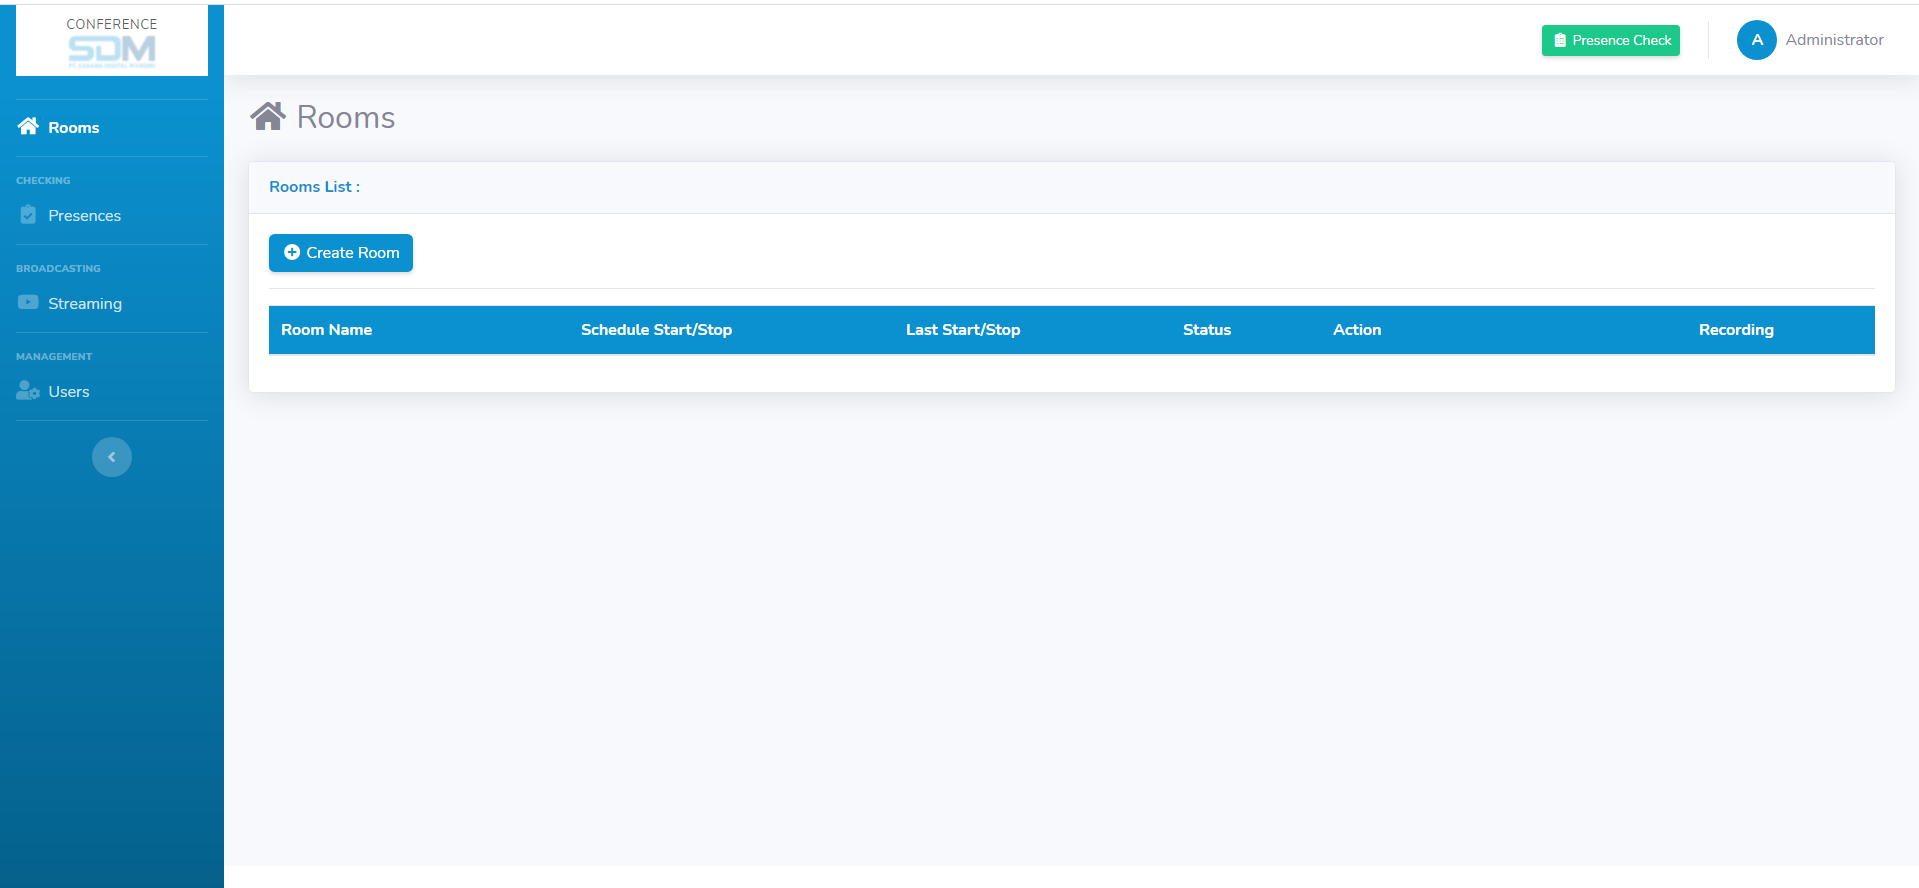 CONFERENCE
SDM
Presence Check
A
Administrator
Rooms
CHECKING
Presences
BROADCASTING
Streaming
MANAGEMENT
Users
Rooms
Rooms List :
Create Room
Room Name Schedule Start/Stop Last Start/Stop Status Action Recording